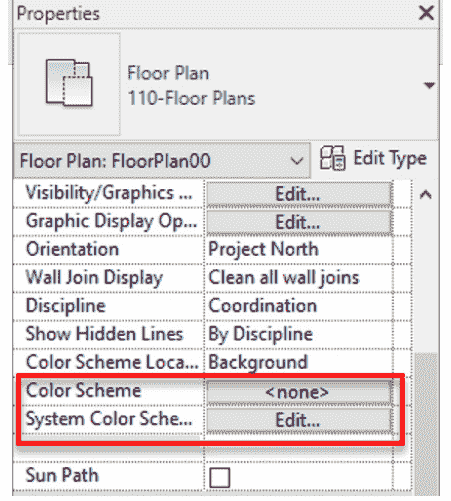 Properties
Floor Plan
110-Floor Plans
Floor Plan: FloorPlan00 Edit Type
Visibility/Graphics ... Edit...
Graphic Display Op... Edit...
Orientation Project North
Wall Join Display Clean all wall joins
Discipline Coordination
Show Hidden Lines By Discipline
Color Scheme Loca... Background
Color Scheme <none>
System Color Sche... Edit...
Sun Path